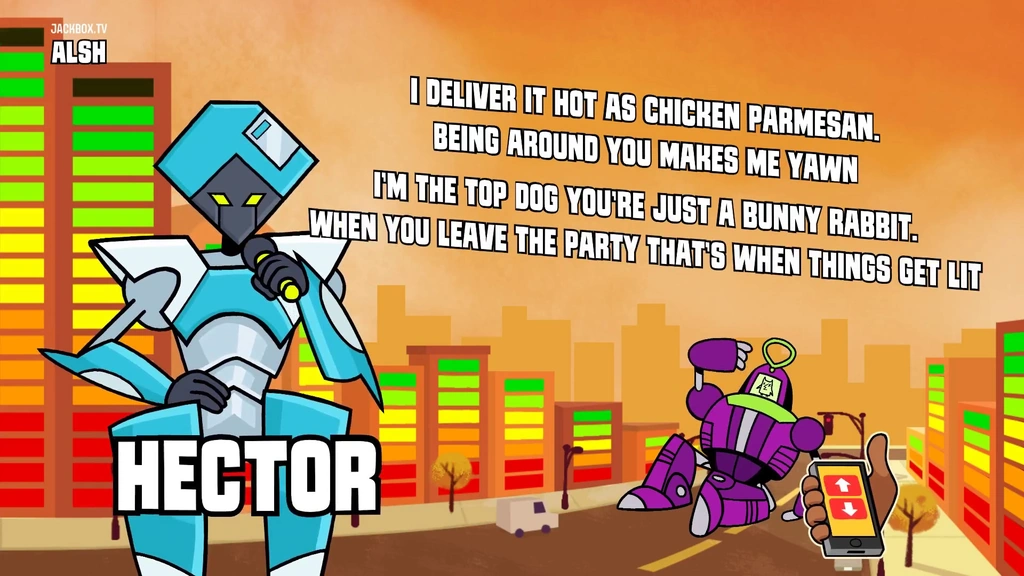 JACKBOX.TV
ALSH
I DELIVER IT HOT AS CHICKEN PARMESAN.
BEING AROUND YOU MAKES ME YAWN
I'M THE TOP DOG YOU'RE JUST A BUNNY RABBIT.
WHEN YOU LEAVE THE PARTY THAT'S WHEN THINGS GET LIT
HECTOR